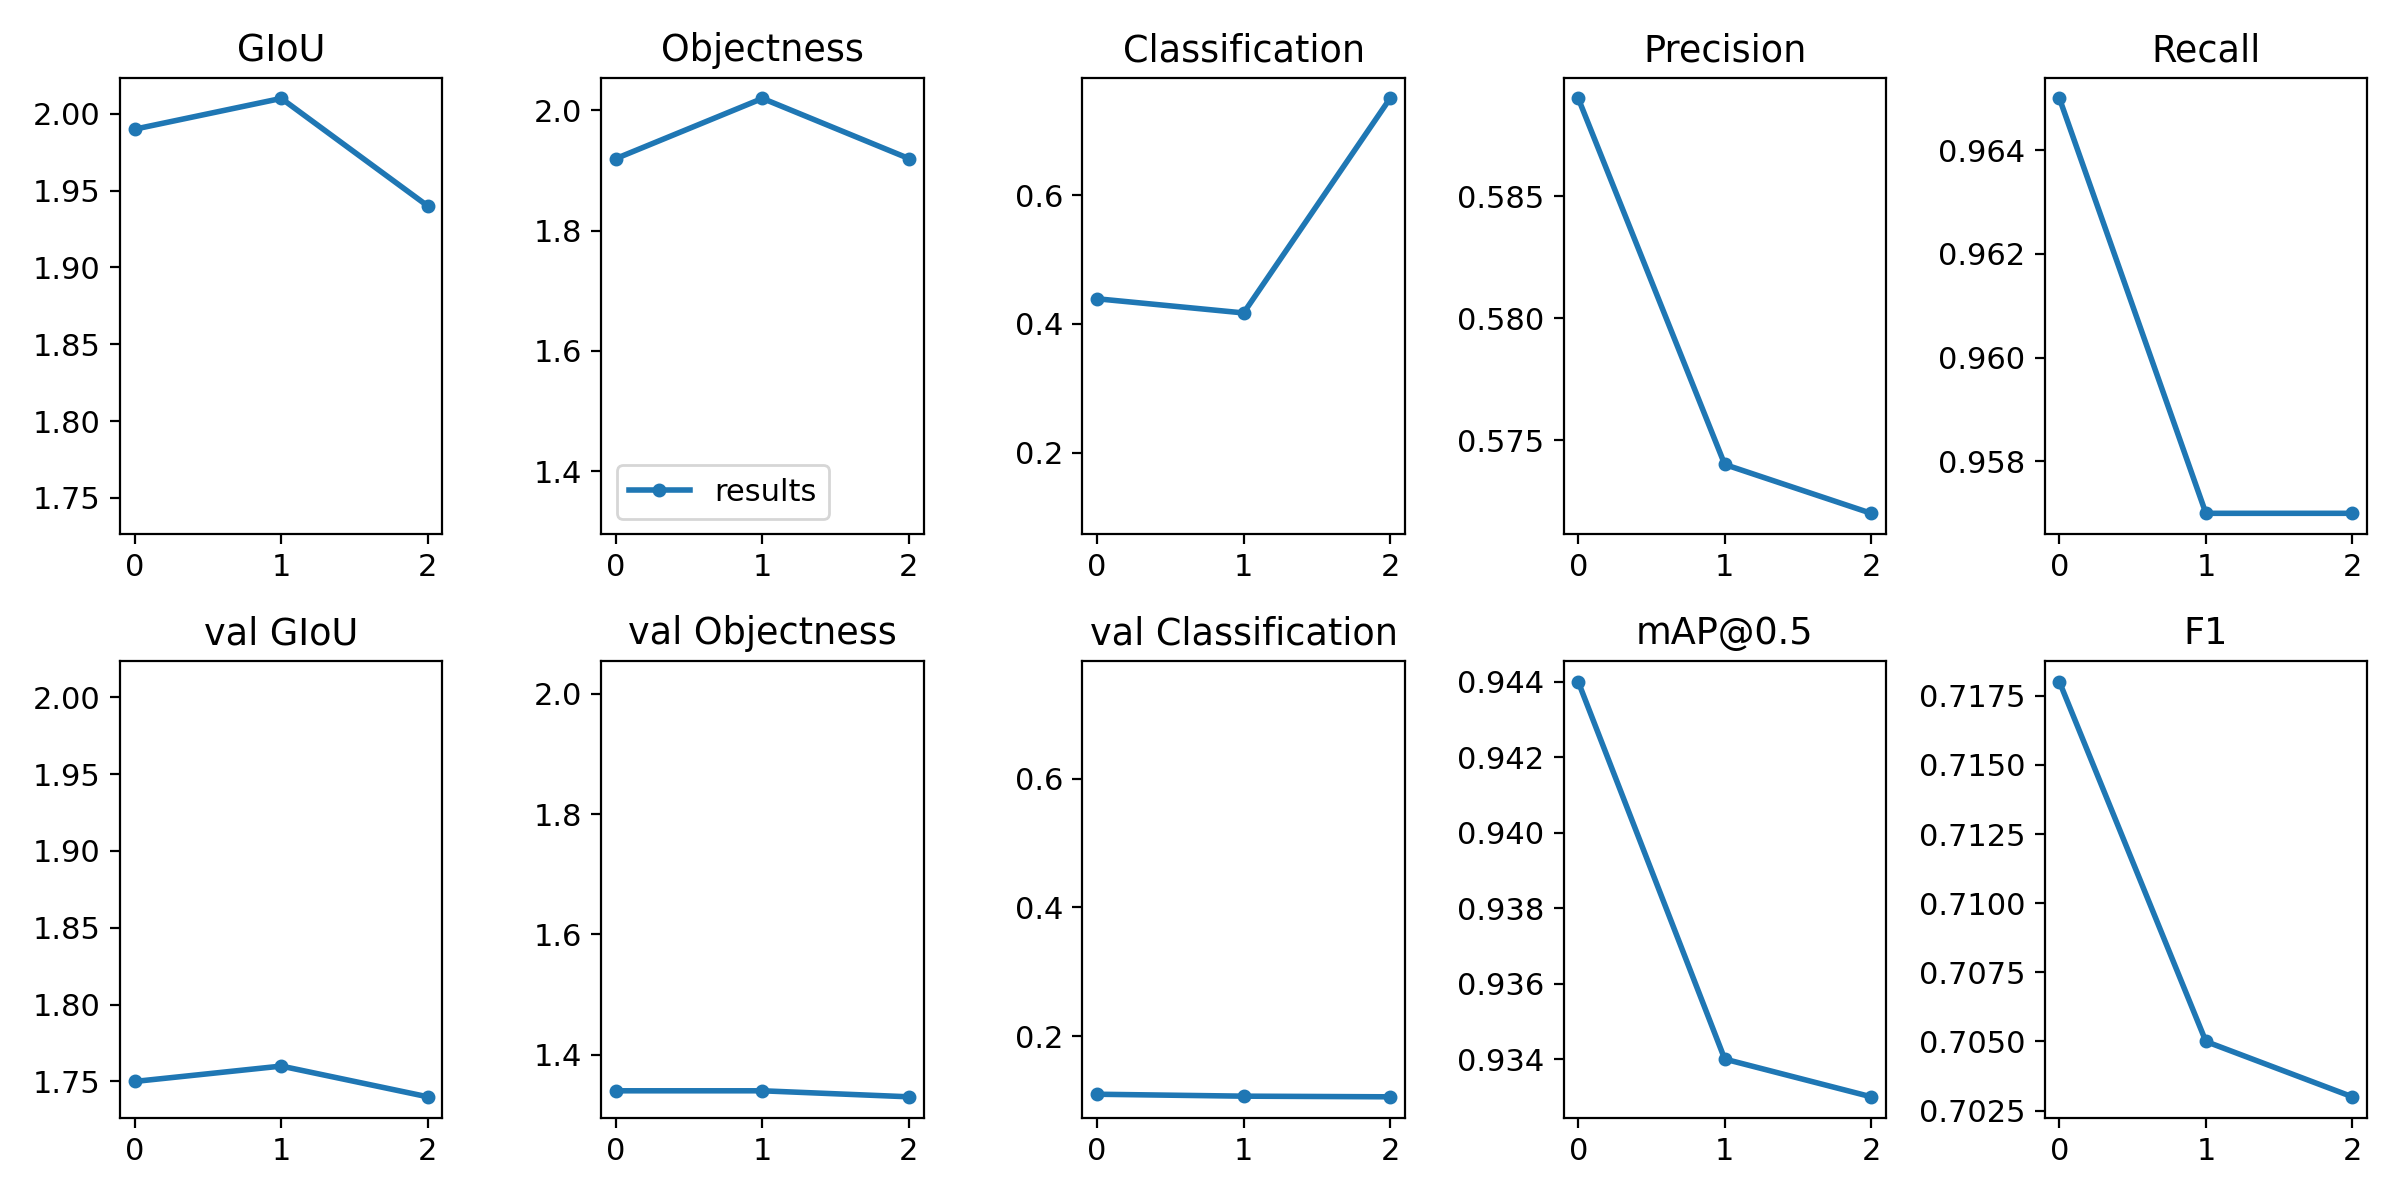 GIoU
2.00
1.95
1.90
1.85
1.80
1.75
0 1 2
Objectness
2.0
1.8
1.6
1.4
results
0 1 2
Classification
0.6
0.4
0.2
0 1 2
Precision
0.585
0.580
0.575
0 1 2
Recall
0.964
0.962
0.960
0.958
0 1 2
val GIoU
2.00
1.95
1.90
1.85
1.80
1.75
0 1 2
val Objectness
2.0
1.8
1.6
1.4
0 1 2
val Classification
0.6
0.4
0.2
0 1 2
mAP@0.5
0.944
0.942
0.940
0.938
0.936
0.934
0 1 2
F1
0.7175
0.7150
0.7125
0.7100
0.7075
0.7050
0.7025
0 1 2